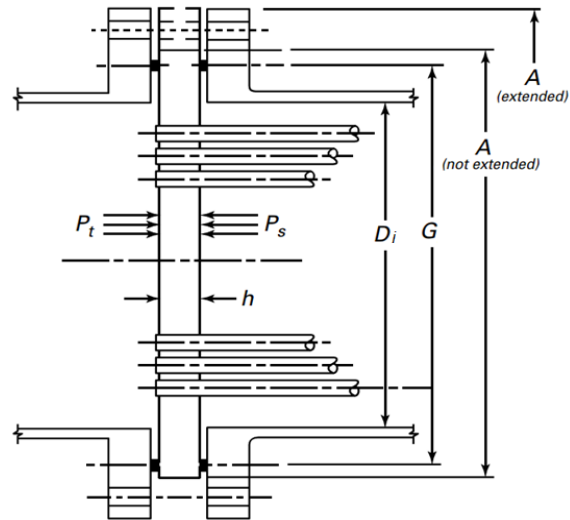 A
(extended)
A
(not extended)
P_t
P_s
D_i
G
h